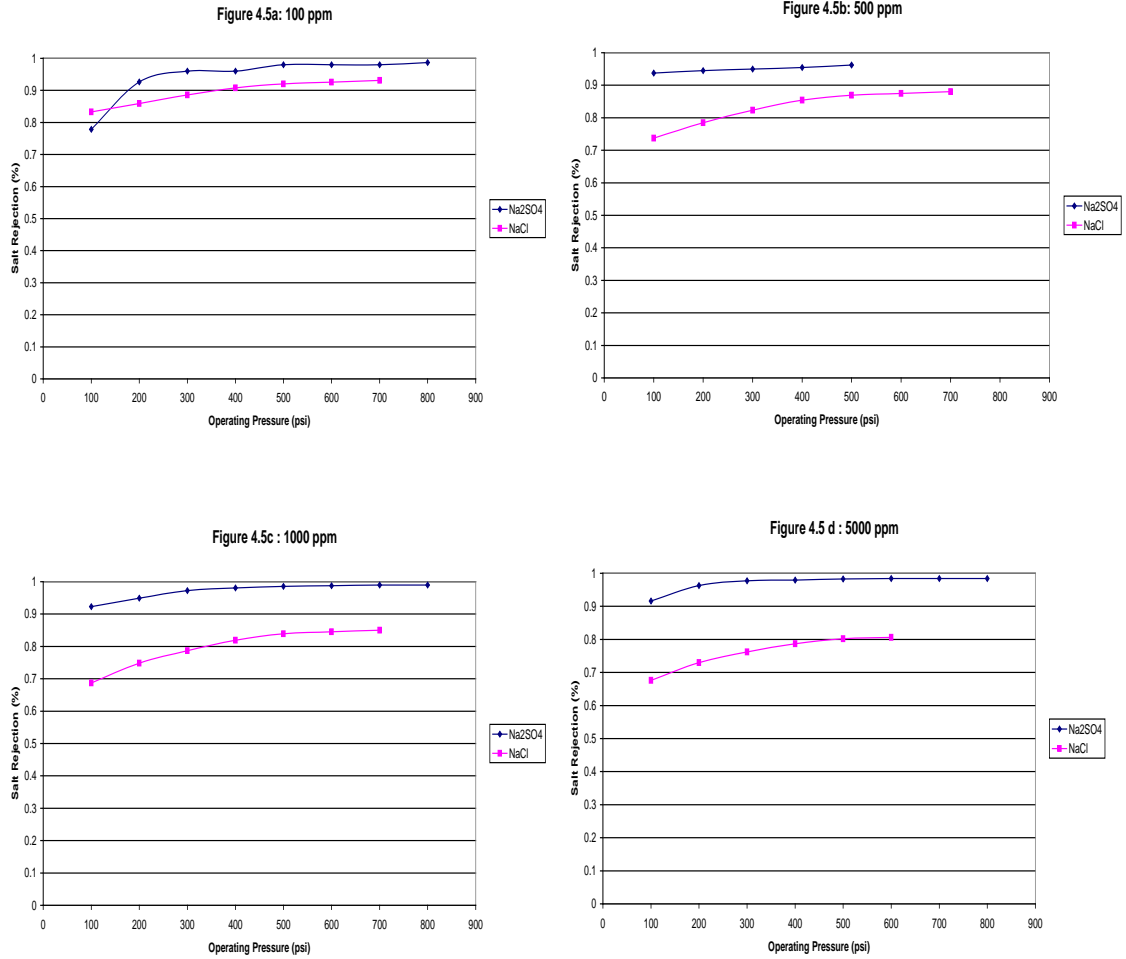 Figure 4.5a: 100 ppm
Salt Rejection (%)
1
0.9
0.8
0.7
0.6
0.5
0.4
0.3
0.2
0.1
0
0 100 200 300 400 500 600 700 800 900
Operating Pressure (psi)
Na2SO4
NaCl
Figure 4.5b: 500 ppm
Salt Rejection (%)
1
0.9
0.8
0.7
0.6
0.5
0.4
0.3
0.2
0.1
0
0 100 200 300 400 500 600 700 800 900
Operating Pressure (psi)
Na2SO4
NaCl
Figure 4.5c : 1000 ppm
Salt Rejection (%)
1
0.9
0.8
0.7
0.6
0.5
0.4
0.3
0.2
0.1
0
0 100 200 300 400 500 600 700 800 900
Operating Pressure (psi)
Na2SO4
NaCl
Figure 4.5 d : 5000 ppm
Salt Rejection (%)
1
0.9
0.8
0.7
0.6
0.5
0.4
0.3
0.2
0.1
0
0 100 200 300 400 500 600 700 800 900
Operating Pressure (psi)
Na2SO4
NaCl